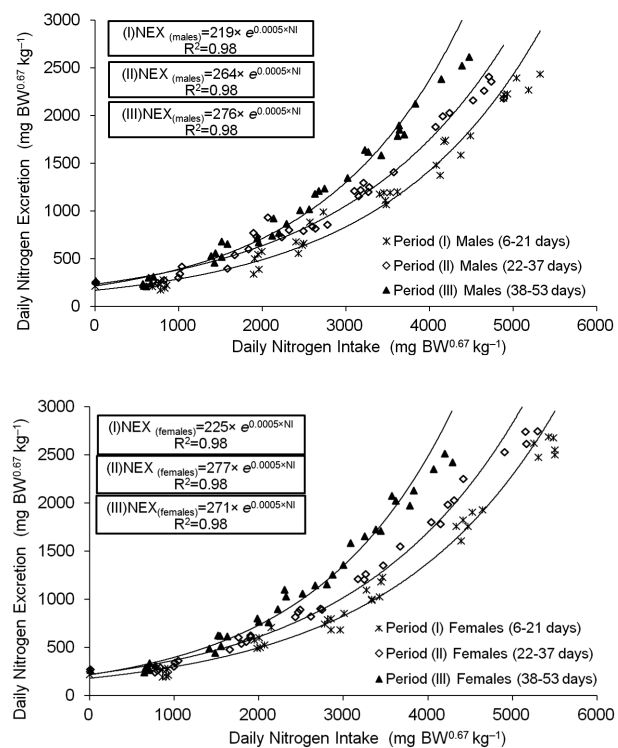 (I)NEX (males)=219× e0.0005×NI
R2=0.98
(II)NEX (males)=264× e0.0005×NI
R2=0.98
(III)NEX(males)=276× e0.0005×NI
R2=0.98
Daily Nitrogen Excretion (mg BW0.67 kg–1)
3000
2500
2000
1500
1000
500
0
Period (I) Males (6-21 days)
Period (II) Males (22-37 days)
Period (III) Males (38-53 days)
0 1000 2000 3000 4000 5000 6000
Daily Nitrogen Intake (mg BW0.67 kg–1)
(I)NEX (females)=225× e0.0005×NI
R2=0.98
(II)NEX (females)=277× e0.0005×NI
R2=0.98
(III)NEX(females)=271× e0.0005×NI
R2=0.98
Daily Nitrogen Excretion (mg BW0.67 kg–1)
3000
2500
2000
1500
1000
500
0
Period (I) Females (6-21 days)
Period (II) Females (22-37 days)
Period (III) Females (38-53 days)
0 1000 2000 3000 4000 5000 6000
Daily Nitrogen Intake (mg BW0.67 kg–1)